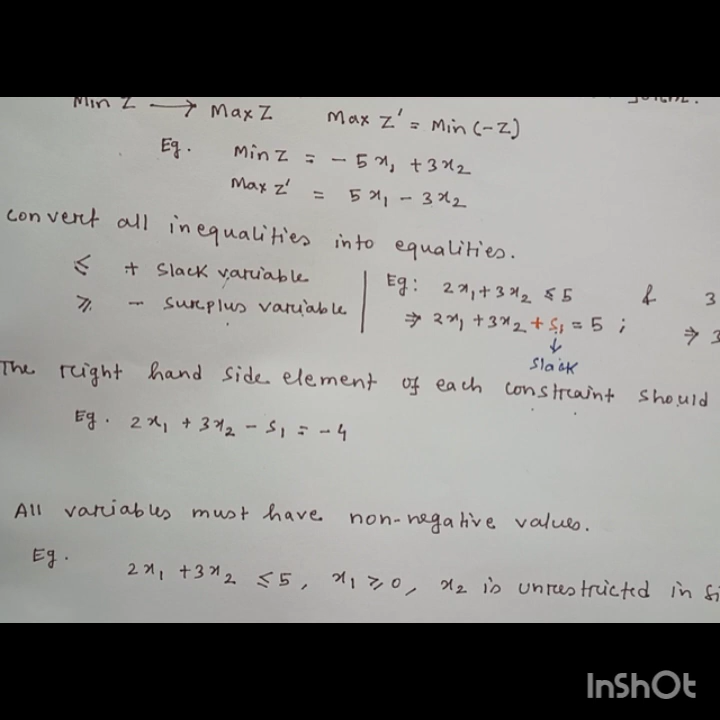 Min Z → Max Z Max Z' = Min (-Z)
Eg. Min Z = - 5x₁ + 3x₂
Max Z' = 5x₁ - 3x₂
convert all inequalities into equalities.
≤ + Slack variable
≥ - Surplus variable
Eg: 2x₁ + 3x₂ ≤ 5 & 3
⇒ 2x₁ + 3x₂ + S₁ = 5 ; ⇒ 3
↓
Slack
The right hand side element of each constraint should
Eg. 2x₁ + 3x₂ - S₁ = -4
All variables must have non-negative values.
Eg. 2x₁ + 3x₂ ≤ 5, x₁ ≥ 0, x₂ is unrestricted in si
InShOt